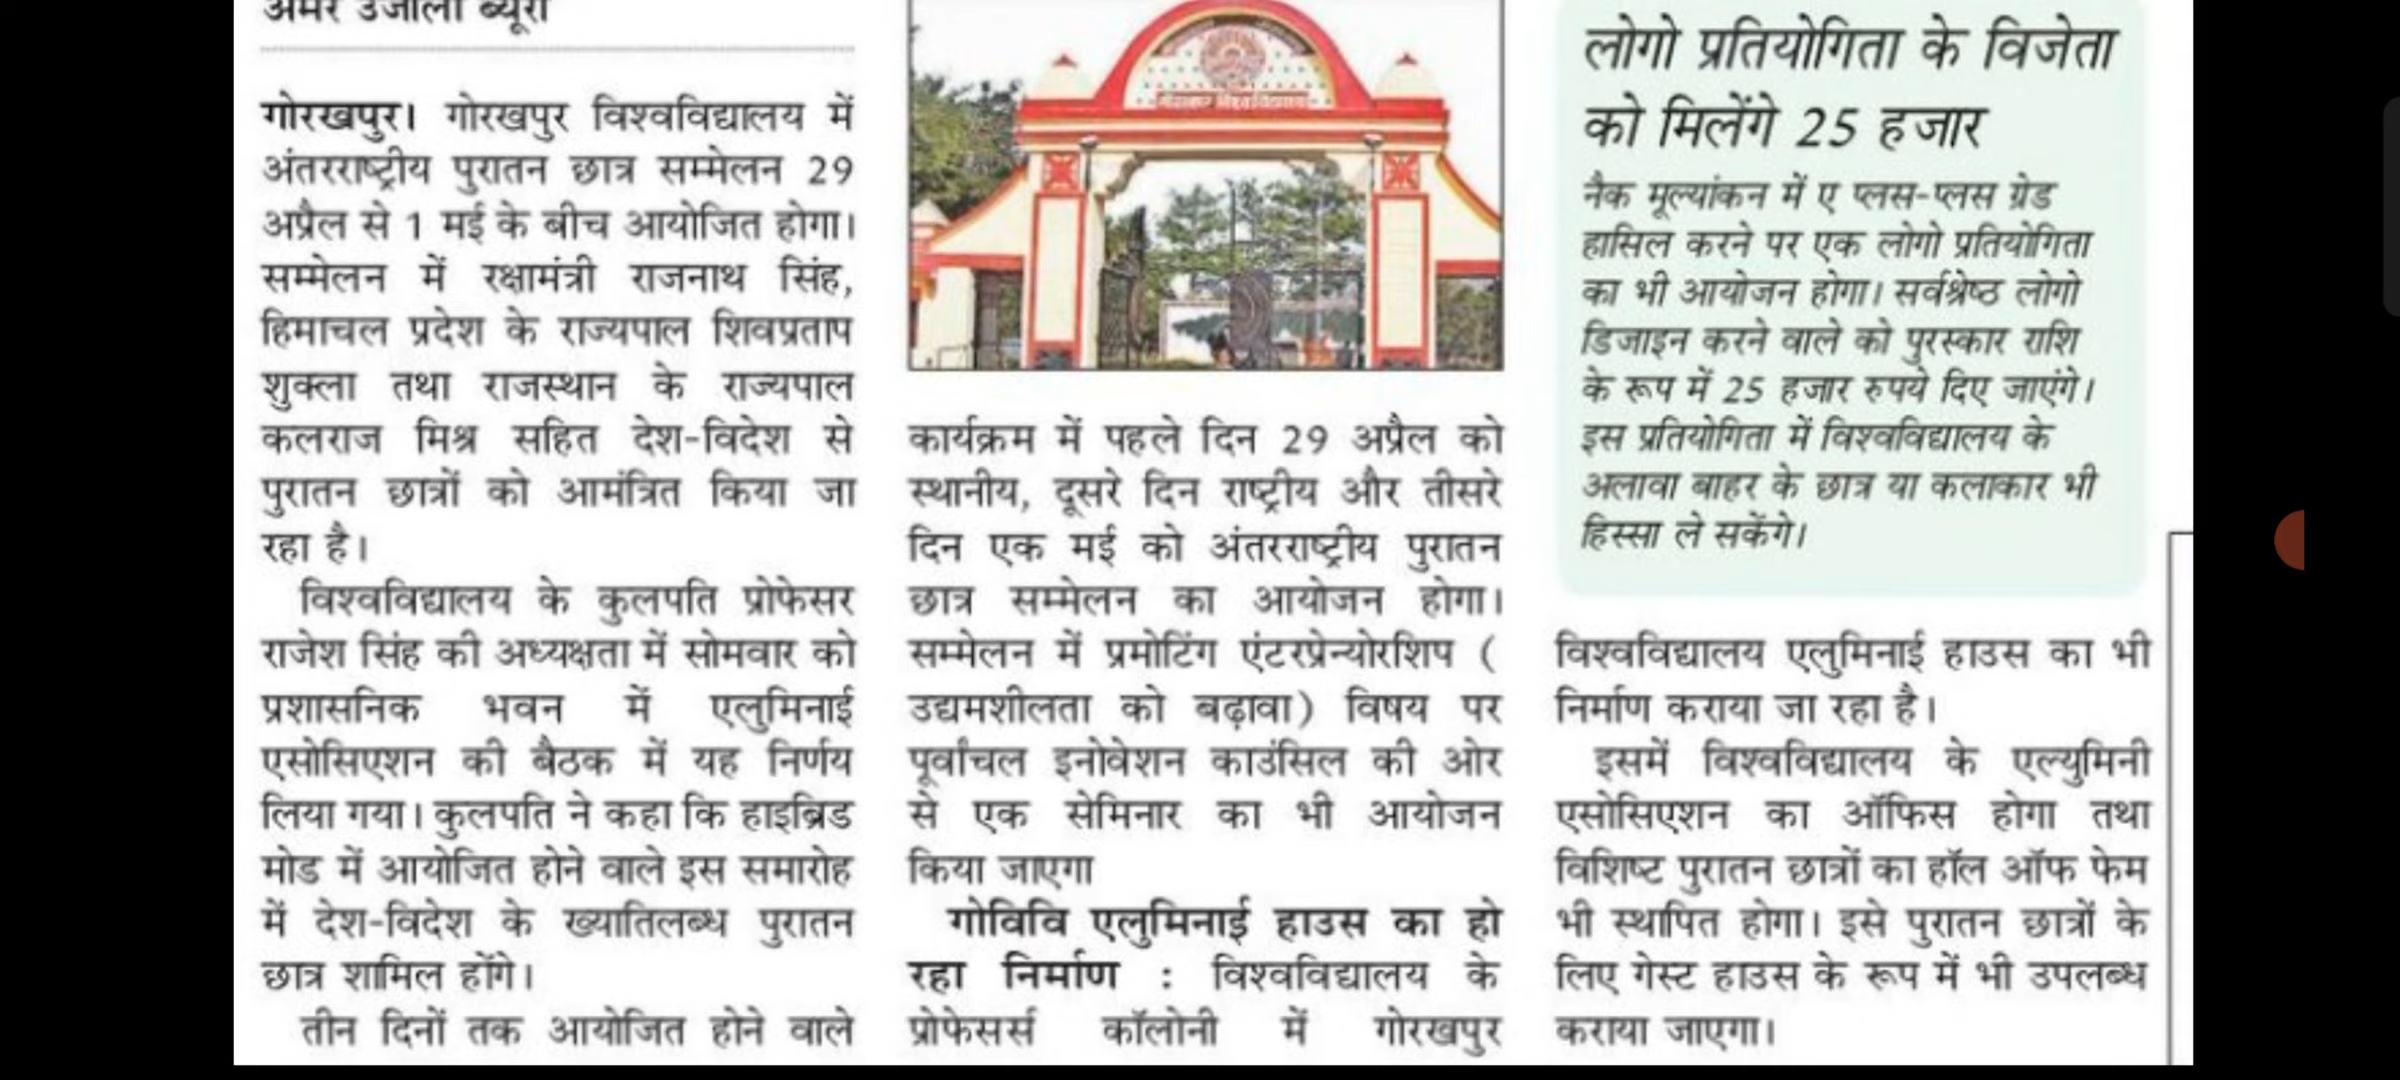 अमर उजाला ब्यूरो
गोरखपुर। गोरखपुर विश्वविद्यालय में
अंतरराष्ट्रीय पुरातन छात्र सम्मेलन 29
अप्रैल से 1 मई के बीच आयोजित होगा।
सम्मेलन में रक्षामंत्री राजनाथ सिंह,
हिमाचल प्रदेश के राज्यपाल शिवप्रताप
शुक्ला तथा राजस्थान के राज्यपाल
कलराज मिश्र सहित देश-विदेश से
पुरातन छात्रों को आमंत्रित किया जा
रहा है।
विश्वविद्यालय के कुलपति प्रोफेसर
राजेश सिंह की अध्यक्षता में सोमवार को
प्रशासनिक भवन में एलुमिनाई
एसोसिएशन की बैठक में यह निर्णय
लिया गया। कुलपति ने कहा कि हाइब्रिड
मोड में आयोजित होने वाले इस समारोह
में देश-विदेश के ख्यातिलब्ध पुरातन
छात्र शामिल होंगे।
तीन दिनों तक आयोजित होने वाले
गोरखपुर विश्वविद्यालय
कार्यक्रम में पहले दिन 29 अप्रैल को
स्थानीय, दूसरे दिन राष्ट्रीय और तीसरे
दिन एक मई को अंतरराष्ट्रीय पुरातन
छात्र सम्मेलन का आयोजन होगा।
सम्मेलन में प्रमोटिंग एंटरप्रेन्योरशिप (
उद्यमशीलता को बढ़ावा) विषय पर
पूर्वांचल इनोवेशन काउंसिल की ओर
से एक सेमिनार का भी आयोजन
किया जाएगा
गोविवि एलुमिनाई हाउस का हो
रहा निर्माण : विश्वविद्यालय के
प्रोफेसर्स कॉलोनी में गोरखपुर
लोगो प्रतियोगिता के विजेता
को मिलेंगे 25 हजार
नैक मूल्यांकन में ए प्लस-प्लस ग्रेड
हासिल करने पर एक लोगो प्रतियोगिता
का भी आयोजन होगा। सर्वश्रेष्ठ लोगो
डिजाइन करने वाले को पुरस्कार राशि
के रूप में 25 हजार रुपये दिए जाएंगे।
इस प्रतियोगिता में विश्वविद्यालय के
अलावा बाहर के छात्र या कलाकार भी
हिस्सा ले सकेंगे।
विश्वविद्यालय एलुमिनाई हाउस का भी
निर्माण कराया जा रहा है।
इसमें विश्वविद्यालय के एल्युमिनी
एसोसिएशन का ऑफिस होगा तथा
विशिष्ट पुरातन छात्रों का हॉल ऑफ फेम
भी स्थापित होगा। इसे पुरातन छात्रों के
लिए गेस्ट हाउस के रूप में भी उपलब्ध
कराया जाएगा।